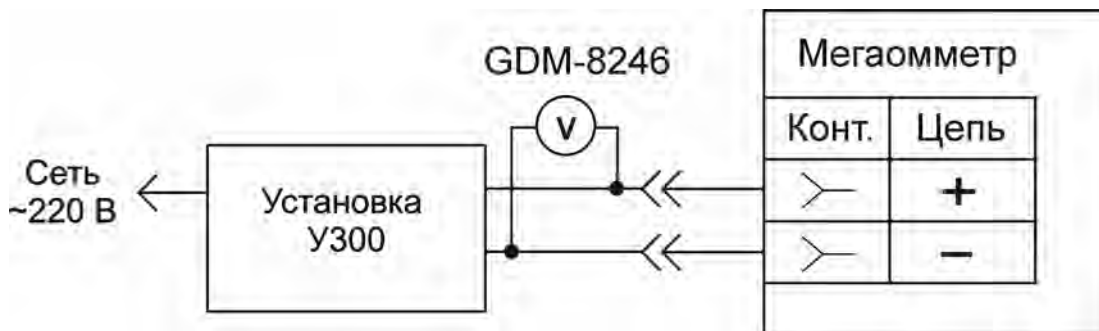 GDM-8246
V
Мегаомметр
Конт.
Цепь
Сеть
~220 В
Установка
У300
+
−